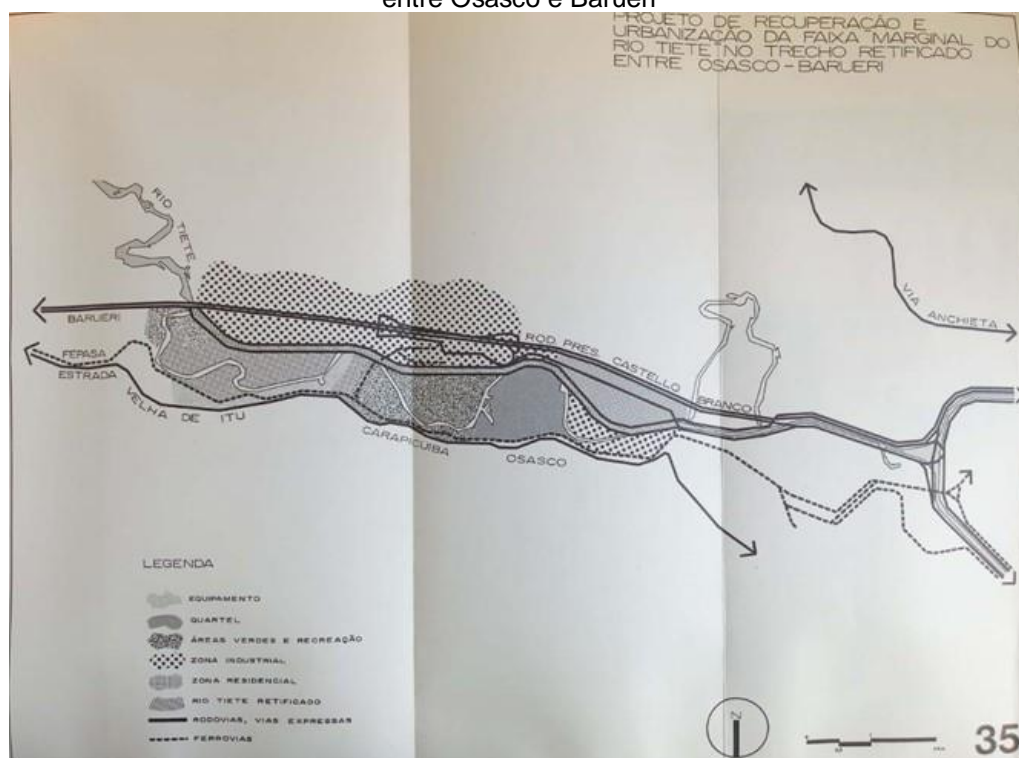 entre Osasco e Barueri
PROJETO DE RECUPERAÇÃO E
URBANIZAÇÃO DA FAIXA MARGINAL DO
RIO TIETE NO TRECHO RETIFICADO
ENTRE OSASCO-BARUERI
RIO TIETE
VIA ANCHIETA
BARUERI
ROD. PRES. CASTELLO BRANCO
FEPASA
ESTRADA VELHA DE ITU
CARAPICUIBA
OSASCO
LEGENDA
EQUIPAMENTO
QUARTEL
ÁREAS VERDES E RECREAÇÃO
ZONA INDUSTRIAL
ZONA RESIDENCIAL
RIO TIETE RETIFICADO
RODOVIAS, VIAS EXPRESSAS
FERROVIAS
N
35